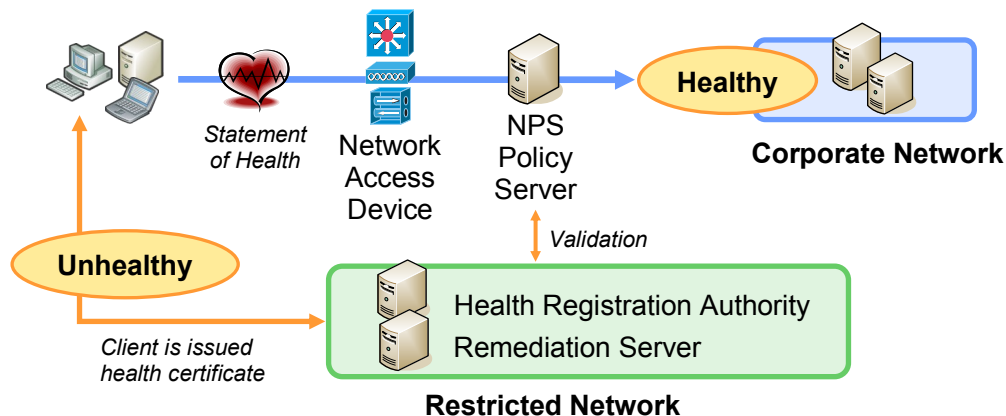 Statement
of Health
Network
Access
Device
NPS
Policy
Server
Healthy
Corporate Network
Validation
Unhealthy
Client is issued
health certificate
Health Registration Authority
Remediation Server
Restricted Network